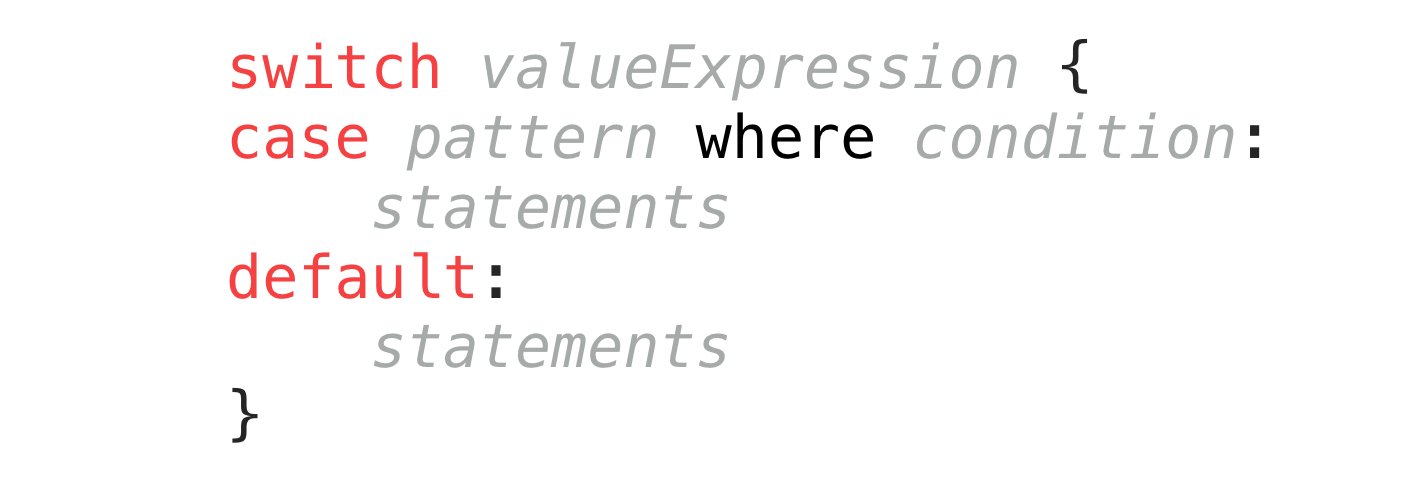 switch valueExpression {
case pattern where condition:
    statements
default:
    statements
}